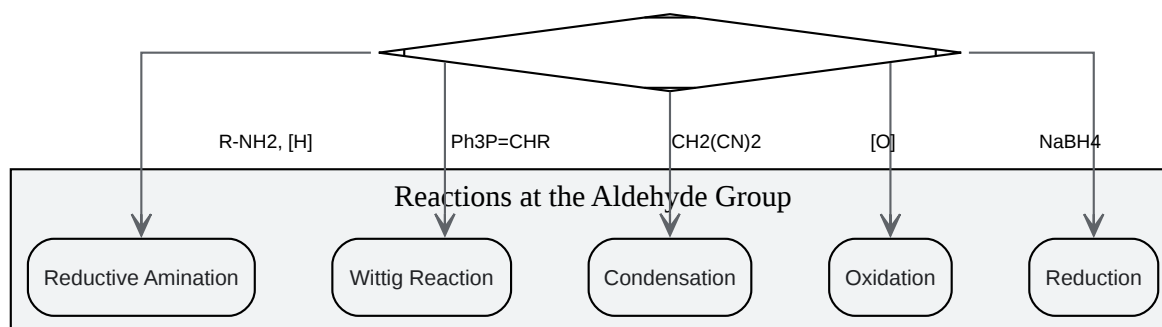 R-NH2, [H]
Ph3P=CHR
CH2(CN)2
[O]
NaBH4
Reactions at the Aldehyde Group
Reductive Amination
Wittig Reaction
Condensation
Oxidation
Reduction